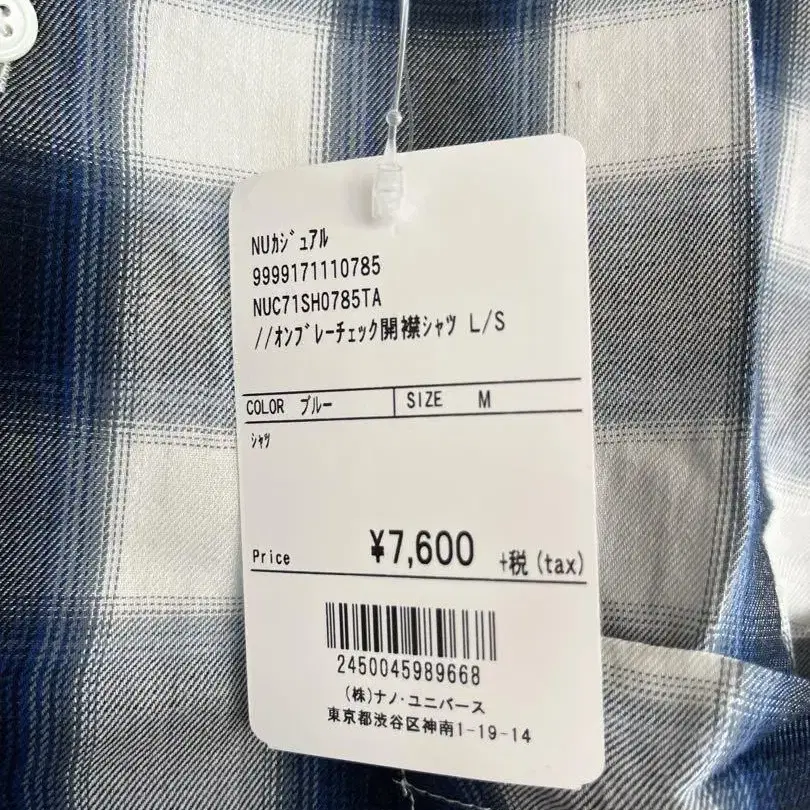 NUｶｼﾞｭｱﾙ
9999171110785
NUC71SH0785TA
//ｵﾝﾌﾞﾚｰﾁｪｯｸ開襟ｼｬﾂ L/S
COLOR ブルー SIZE M
ｼｬﾂ
Price ¥7,600 +税(tax)
2450045989668
(株)ナノ・ユニバース
東京都渋谷区神南1-19-14